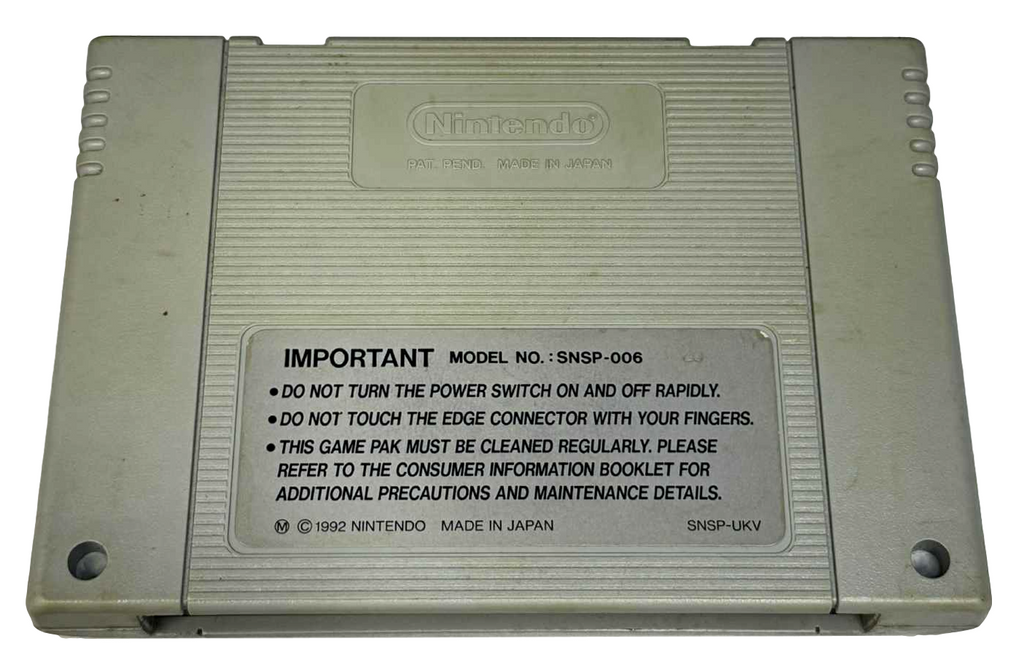 Nintendo®
PAT. PEND. MADE IN JAPAN
IMPORTANT MODEL NO.: SNSP-006
• DO NOT TURN THE POWER SWITCH ON AND OFF RAPIDLY.
• DO NOT TOUCH THE EDGE CONNECTOR WITH YOUR FINGERS.
• THIS GAME PAK MUST BE CLEANED REGULARLY. PLEASE
REFER TO THE CONSUMER INFORMATION BOOKLET FOR
ADDITIONAL PRECAUTIONS AND MAINTENANCE DETAILS.
Ⓜ © 1992 NINTENDO MADE IN JAPAN SNSP-UKV